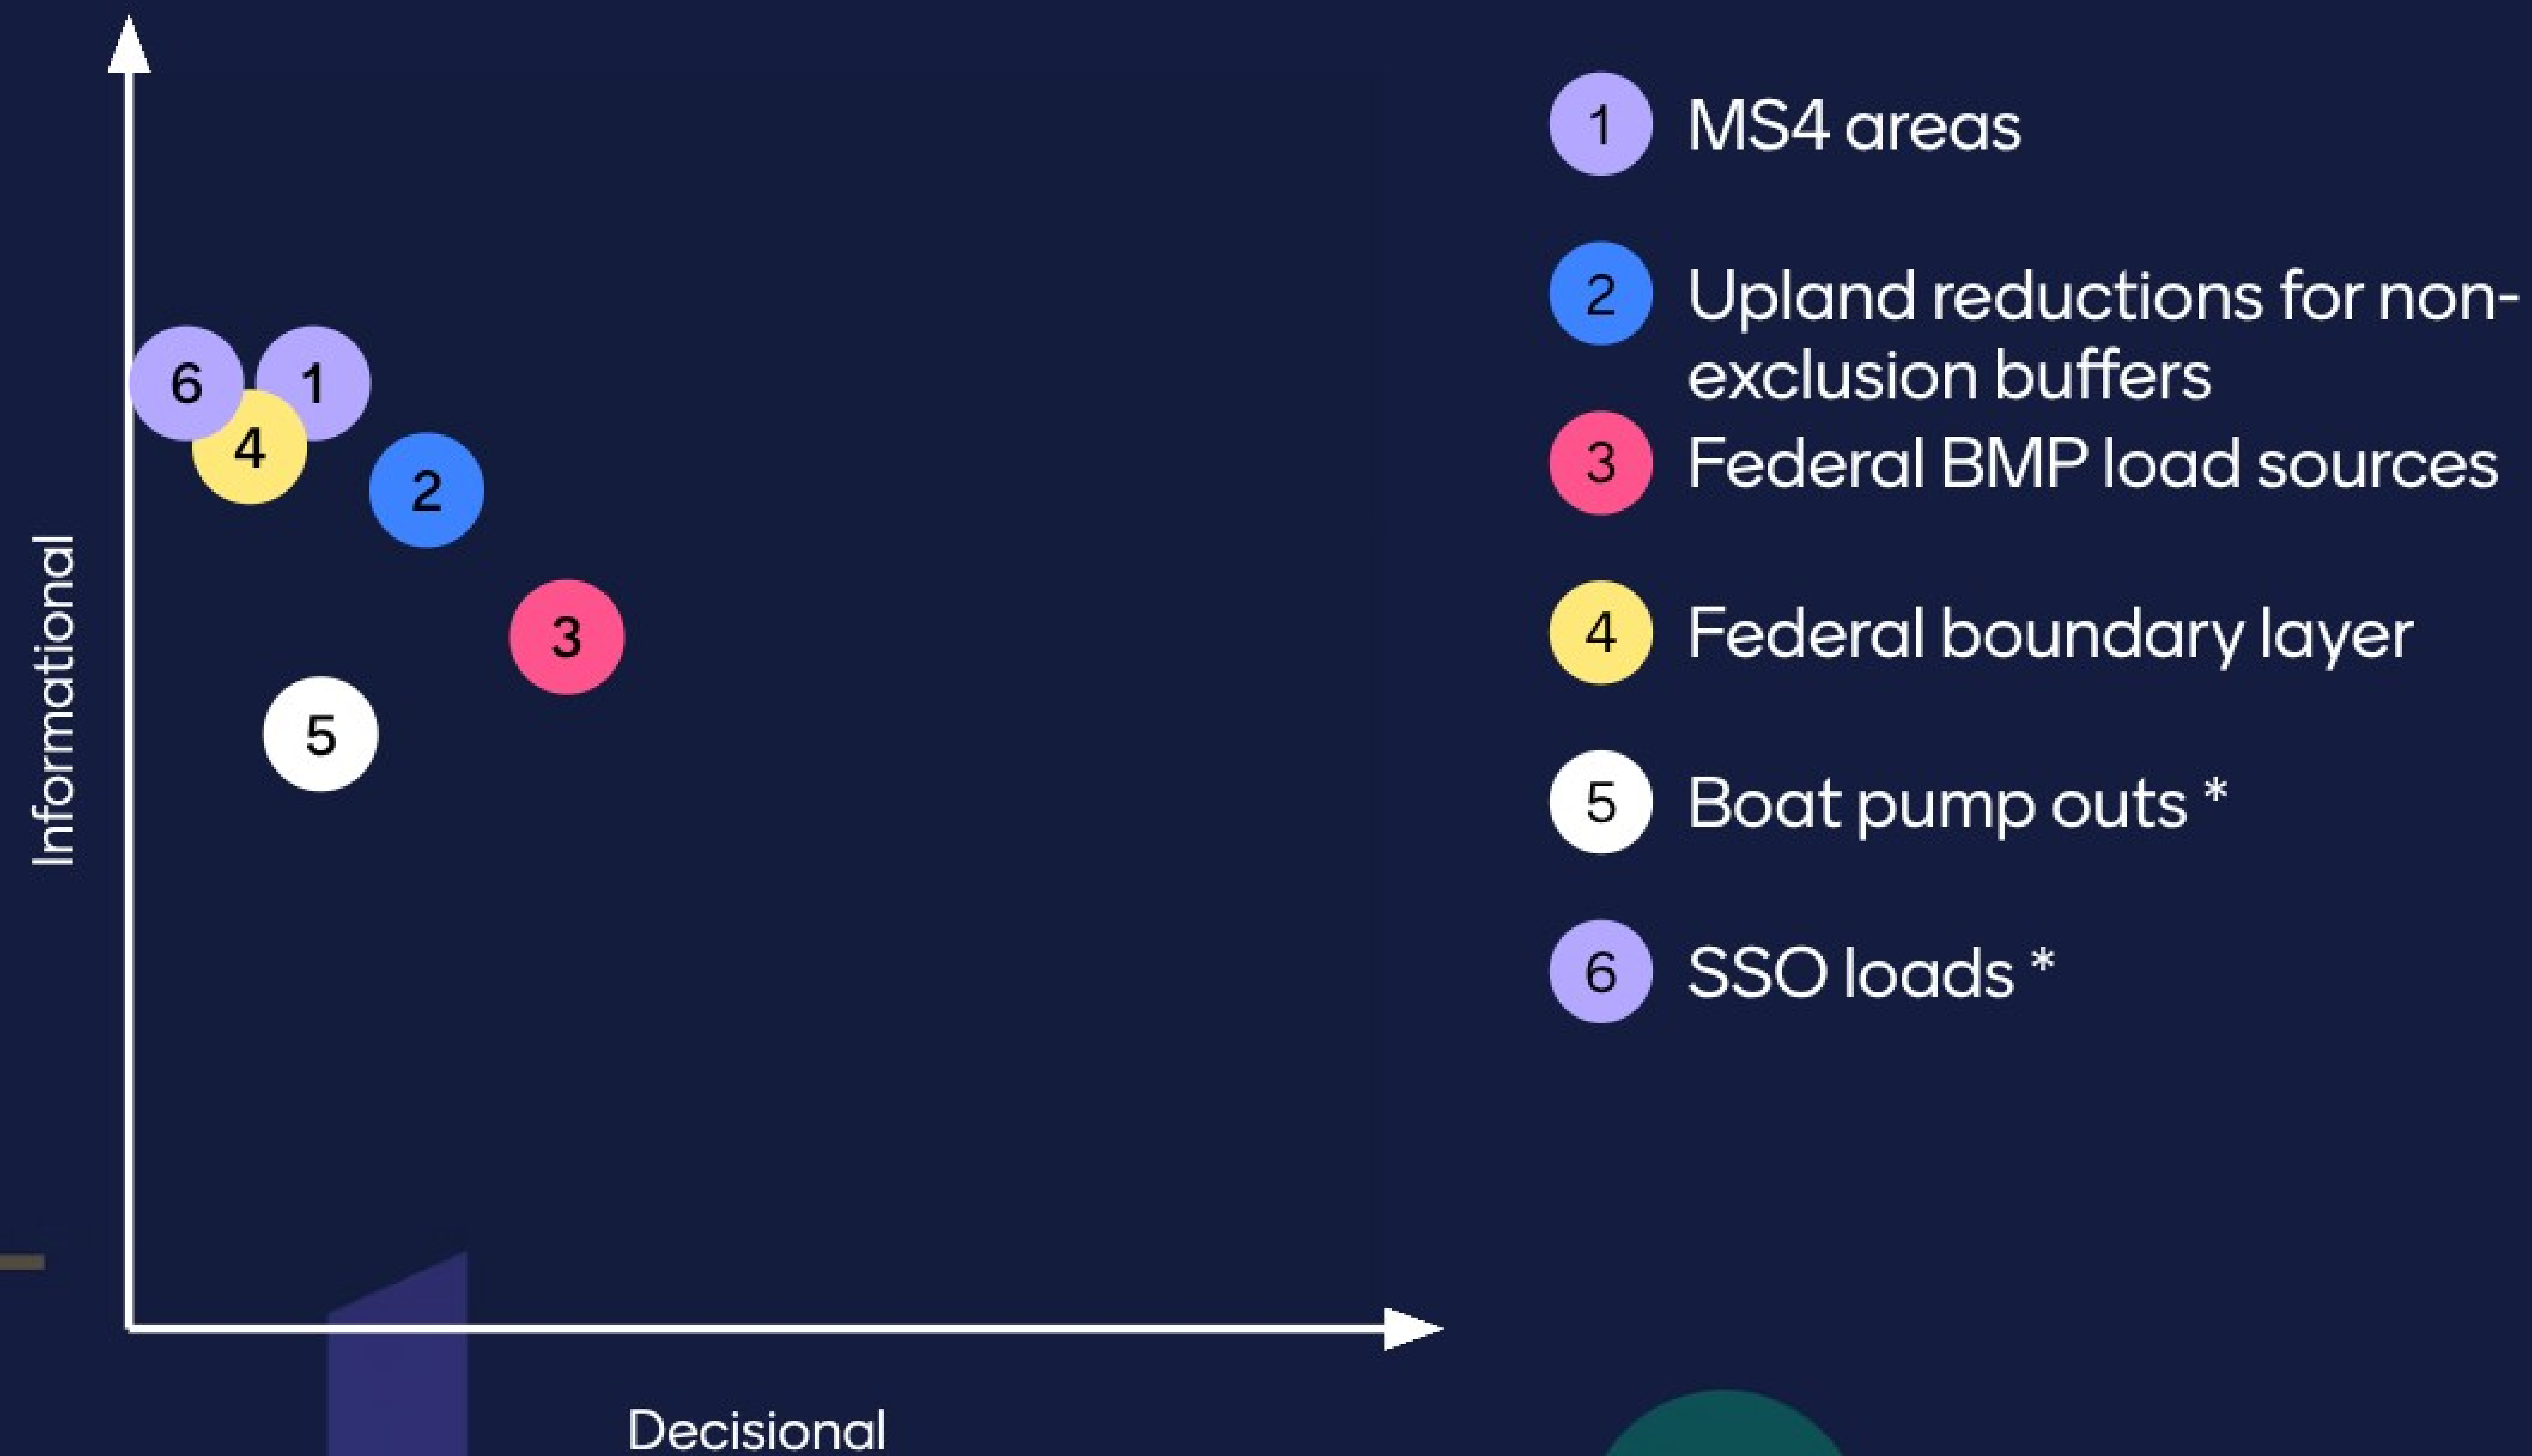 6
1
4
2
3
5
Informational
Decisional
1 MS4 areas
2 Upland reductions for non-
exclusion buffers
3 Federal BMP load sources
4 Federal boundary layer
5 Boat pump outs *
6 SSO loads *